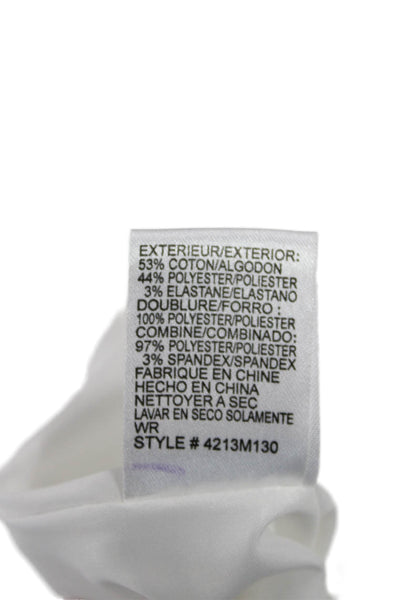 EXTERIEUR/EXTERIOR:
53% COTON/ALGODON
44% POLYESTER/POLIESTER
3% ELASTANE/ELASTANO
DOUBLURE/FORRO :
100% POLYESTER/POLIESTER
COMBINE/COMBINADO:
97% POLYESTER/POLIESTER
3% SPANDEX/SPANDEX
FABRIQUE EN CHINE
HECHO EN CHINA
NETTOYER A SEC
LAVAR EN SECO SOLAMENTE
WR
STYLE # 4213M130